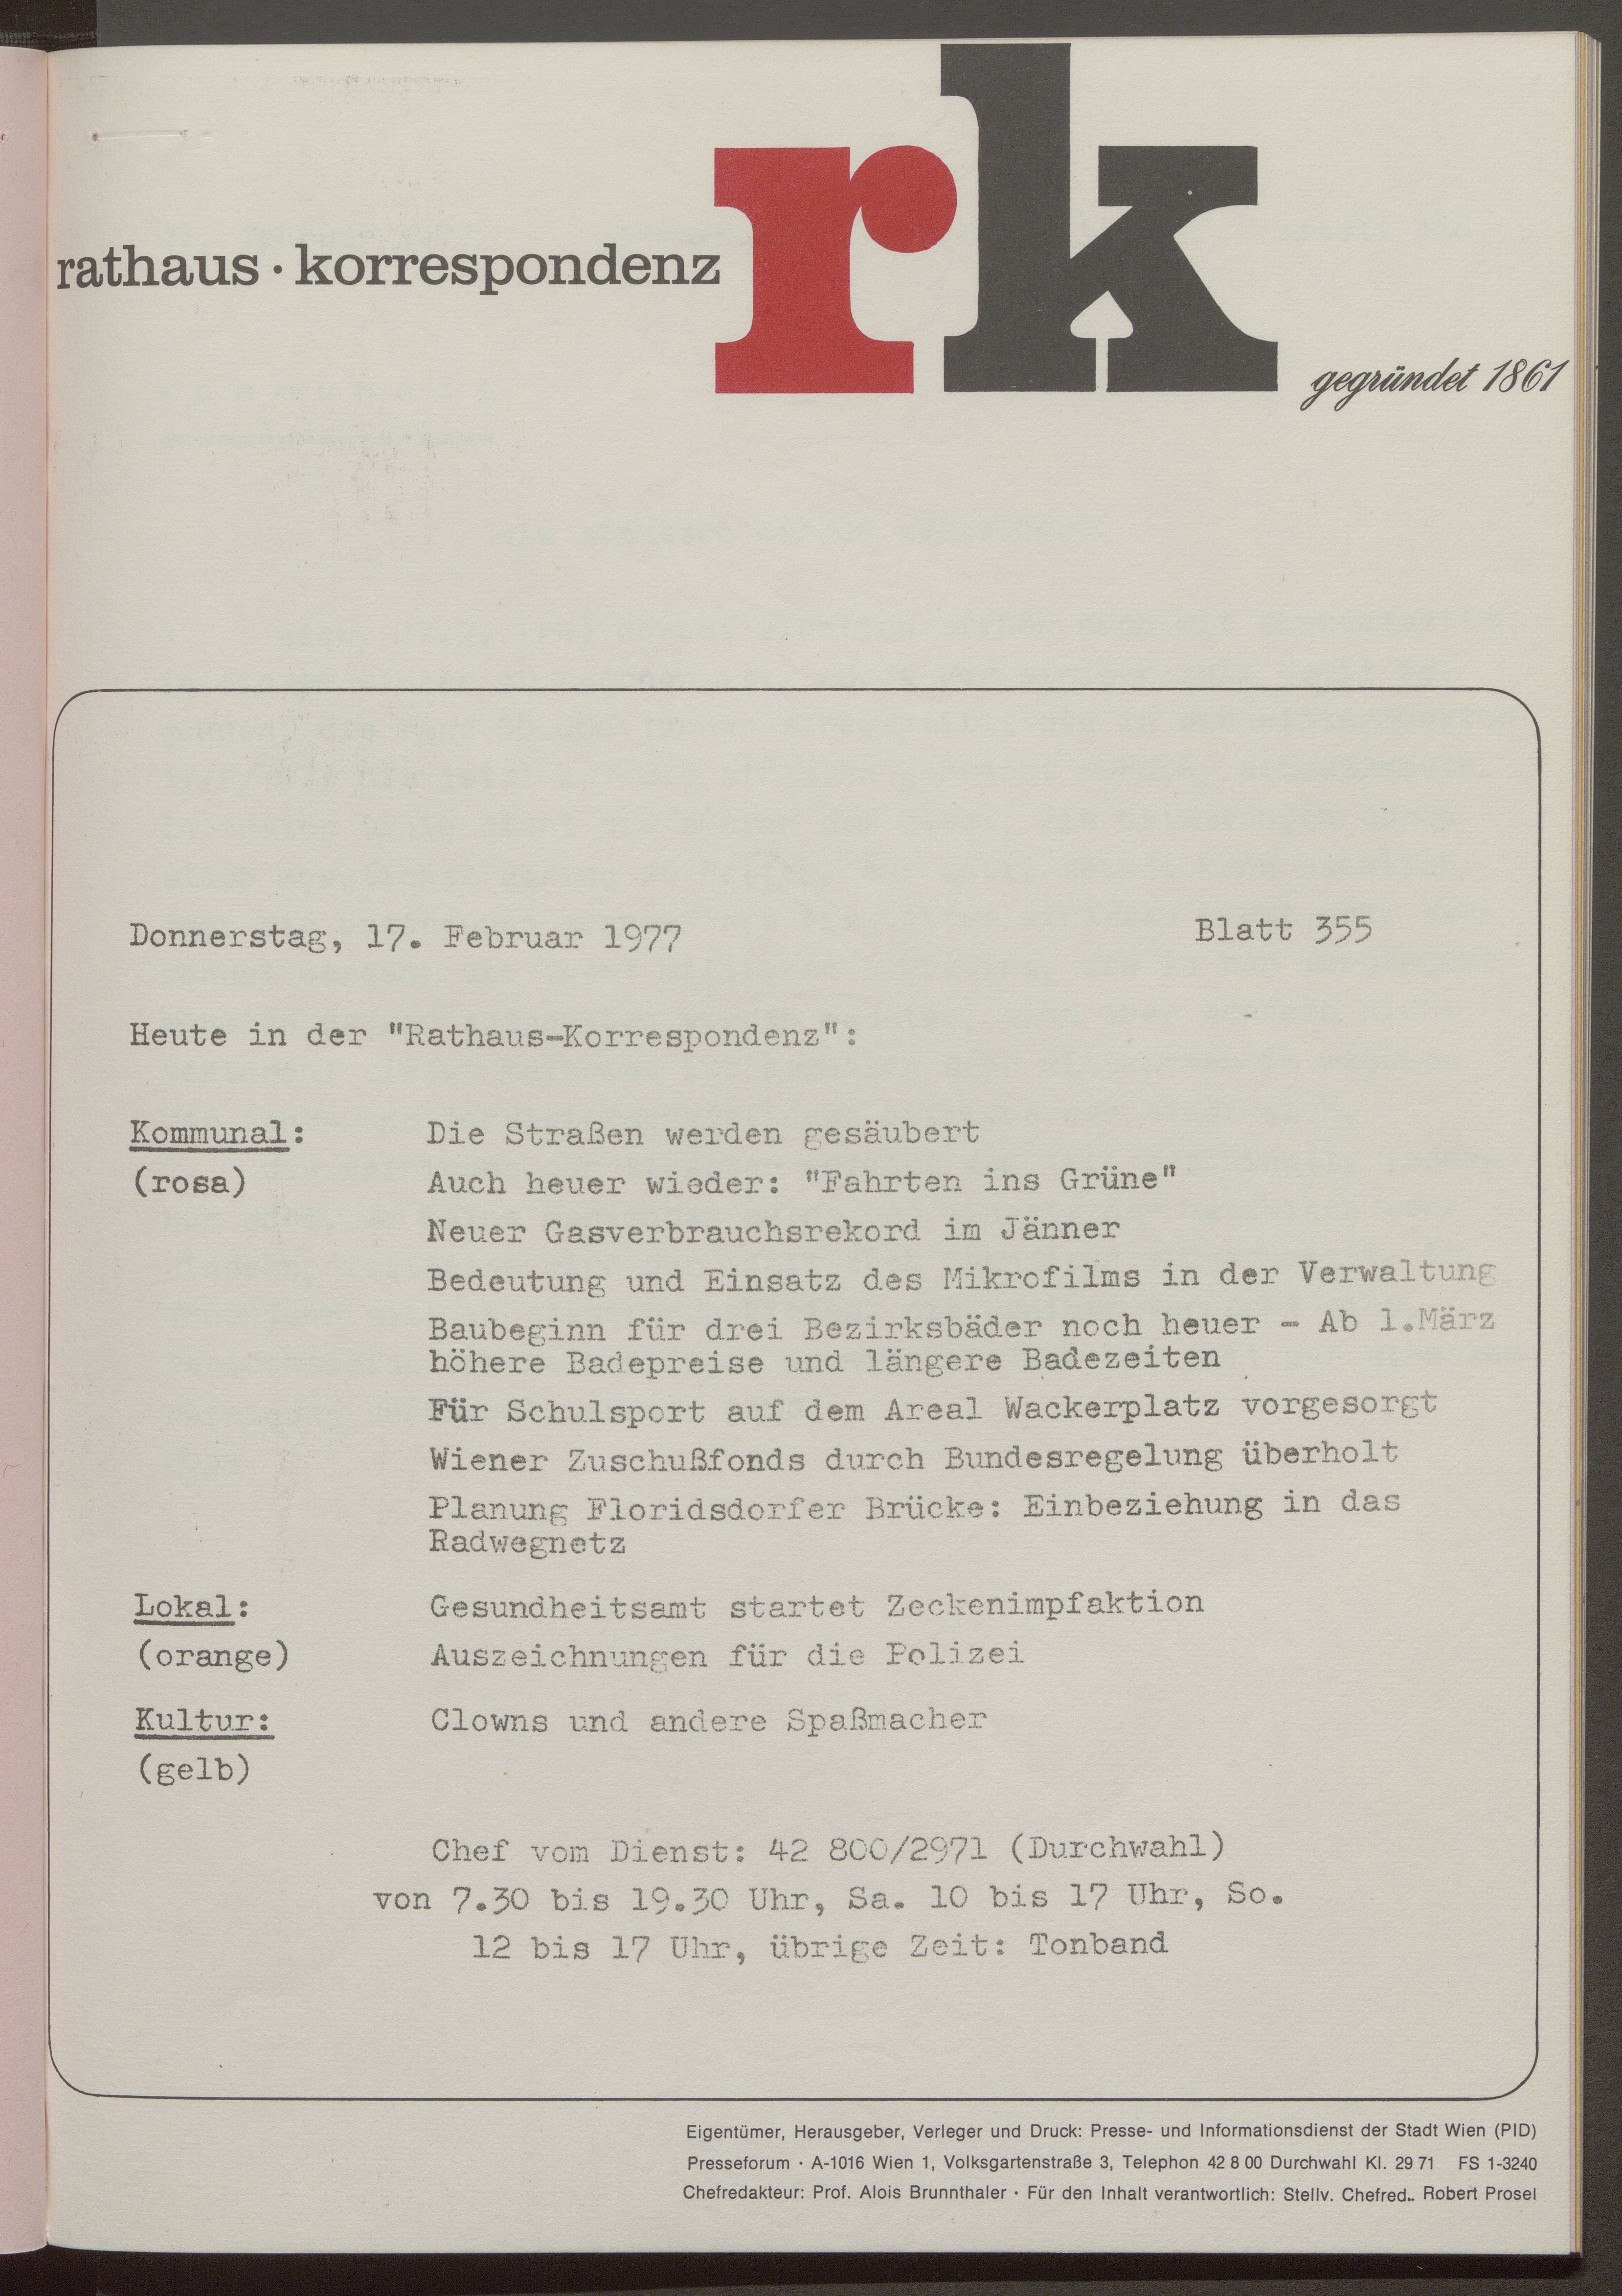 rathaus · korrespondenz
rk
gegründet 1861
Donnerstag, 17. Februar 1977 Blatt 355
Heute in der "Rathaus-Korrespondenz":
Kommunal: Die Straßen werden gesäubert
(rosa) Auch heuer wieder: "Fahrten ins Grüne"
Neuer Gasverbrauchsrekord im Jänner
Bedeutung und Einsatz des Mikrofilms in der Verwaltung
Baubeginn für drei Bezirksbäder noch heuer - Ab 1.März
höhere Badepreise und längere Badezeiten
Für Schulsport auf dem Areal Wackerplatz vorgesorgt
Wiener Zuschußfonds durch Bundesregelung überholt
Planung Floridsdorfer Brücke: Einbeziehung in das
Radwegnetz
Lokal: Gesundheitsamt startet Zeckenimpfaktion
(orange) Auszeichnungen für die Polizei
Kultur: Clowns und andere Spaßmacher
(gelb)
Chef vom Dienst: 42 800/2971 (Durchwahl)
von 7.30 bis 19.30 Uhr, Sa. 10 bis 17 Uhr, So.
12 bis 17 Uhr, übrige Zeit: Tonband
Eigentümer, Herausgeber, Verleger und Druck: Presse- und Informationsdienst der Stadt Wien (PID)
Presseforum · A-1016 Wien 1, Volksgartenstraße 3, Telephon 42 8 00 Durchwahl Kl. 29 71 FS 1-3240
Chefredakteur: Prof. Alois Brunnthaler · Für den Inhalt verantwortlich: Stellv. Chefred.. Robert Prosel